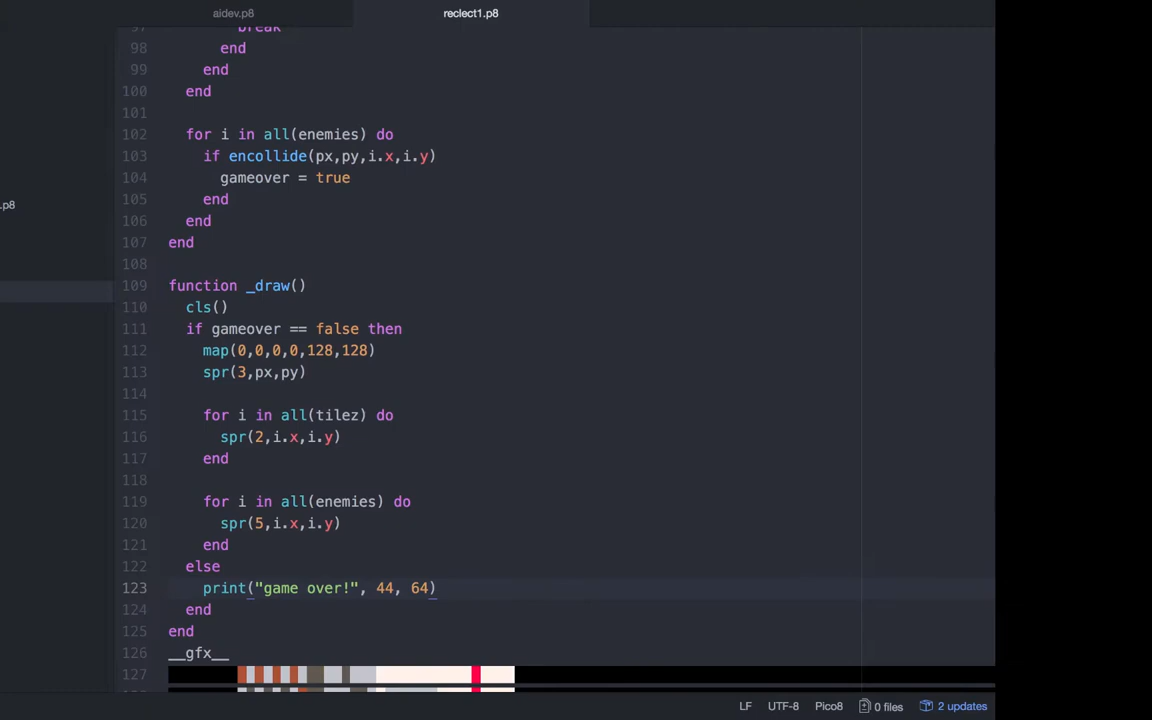 aidev.p8 reclect1.p8
97 break
98 end
99 end
100 end
101
102 for i in all(enemies) do
103 if encollide(px,py,i.x,i.y)
.p8
104 gameover = true
105 end
106 end
107 end
108
109 function _draw()
110 cls()
111 if gameover == false then
112 map(0,0,0,0,128,128)
113 spr(3,px,py)
114
115 for i in all(tilez) do
116 spr(2,i.x,i.y)
117 end
118
119 for i in all(enemies) do
120 spr(5,i.x,i.y)
121 end
122 else
123 print("game over!", 44, 64)
124 end
125 end
126 __gfx__
127
LF UTF-8 Pico8 0 files 2 updates